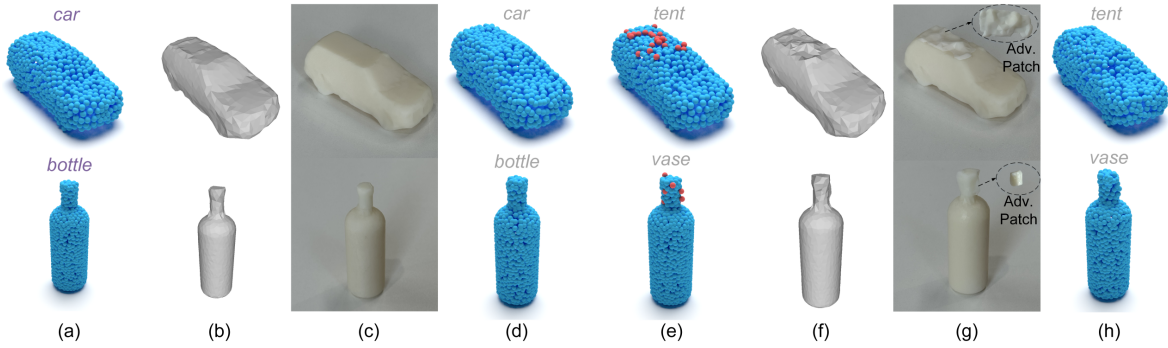 car
car
tent
tent
Adv.
Patch
bottle
bottle
vase
vase
Adv.
Patch
(a)
(b)
(c)
(d)
(e)
(f)
(g)
(h)